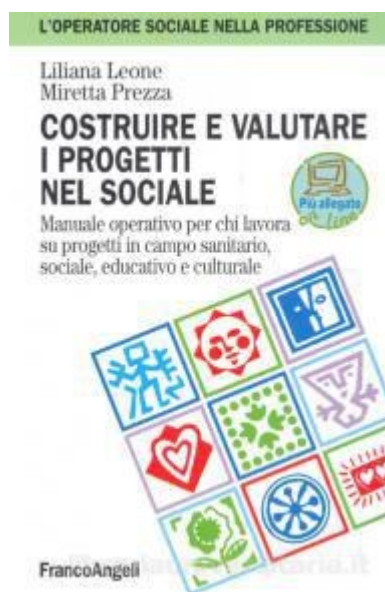 L'OPERATORE SOCIALE NELLA PROFESSIONE
Liliana Leone
Miretta Prezza
COSTRUIRE E VALUTARE
I PROGETTI
NEL SOCIALE
Più allegato
on line
Manuale operativo per chi lavora
su progetti in campo sanitario,
sociale, educativo e culturale
FrancoAngeli